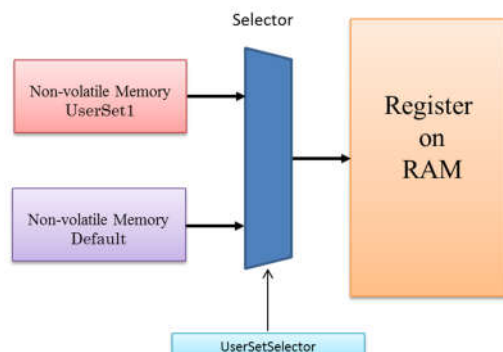 Selector
Non-volatile Memory
UserSet1
Register
on
RAM
Non-volatile Memory
Default
UserSetSelector